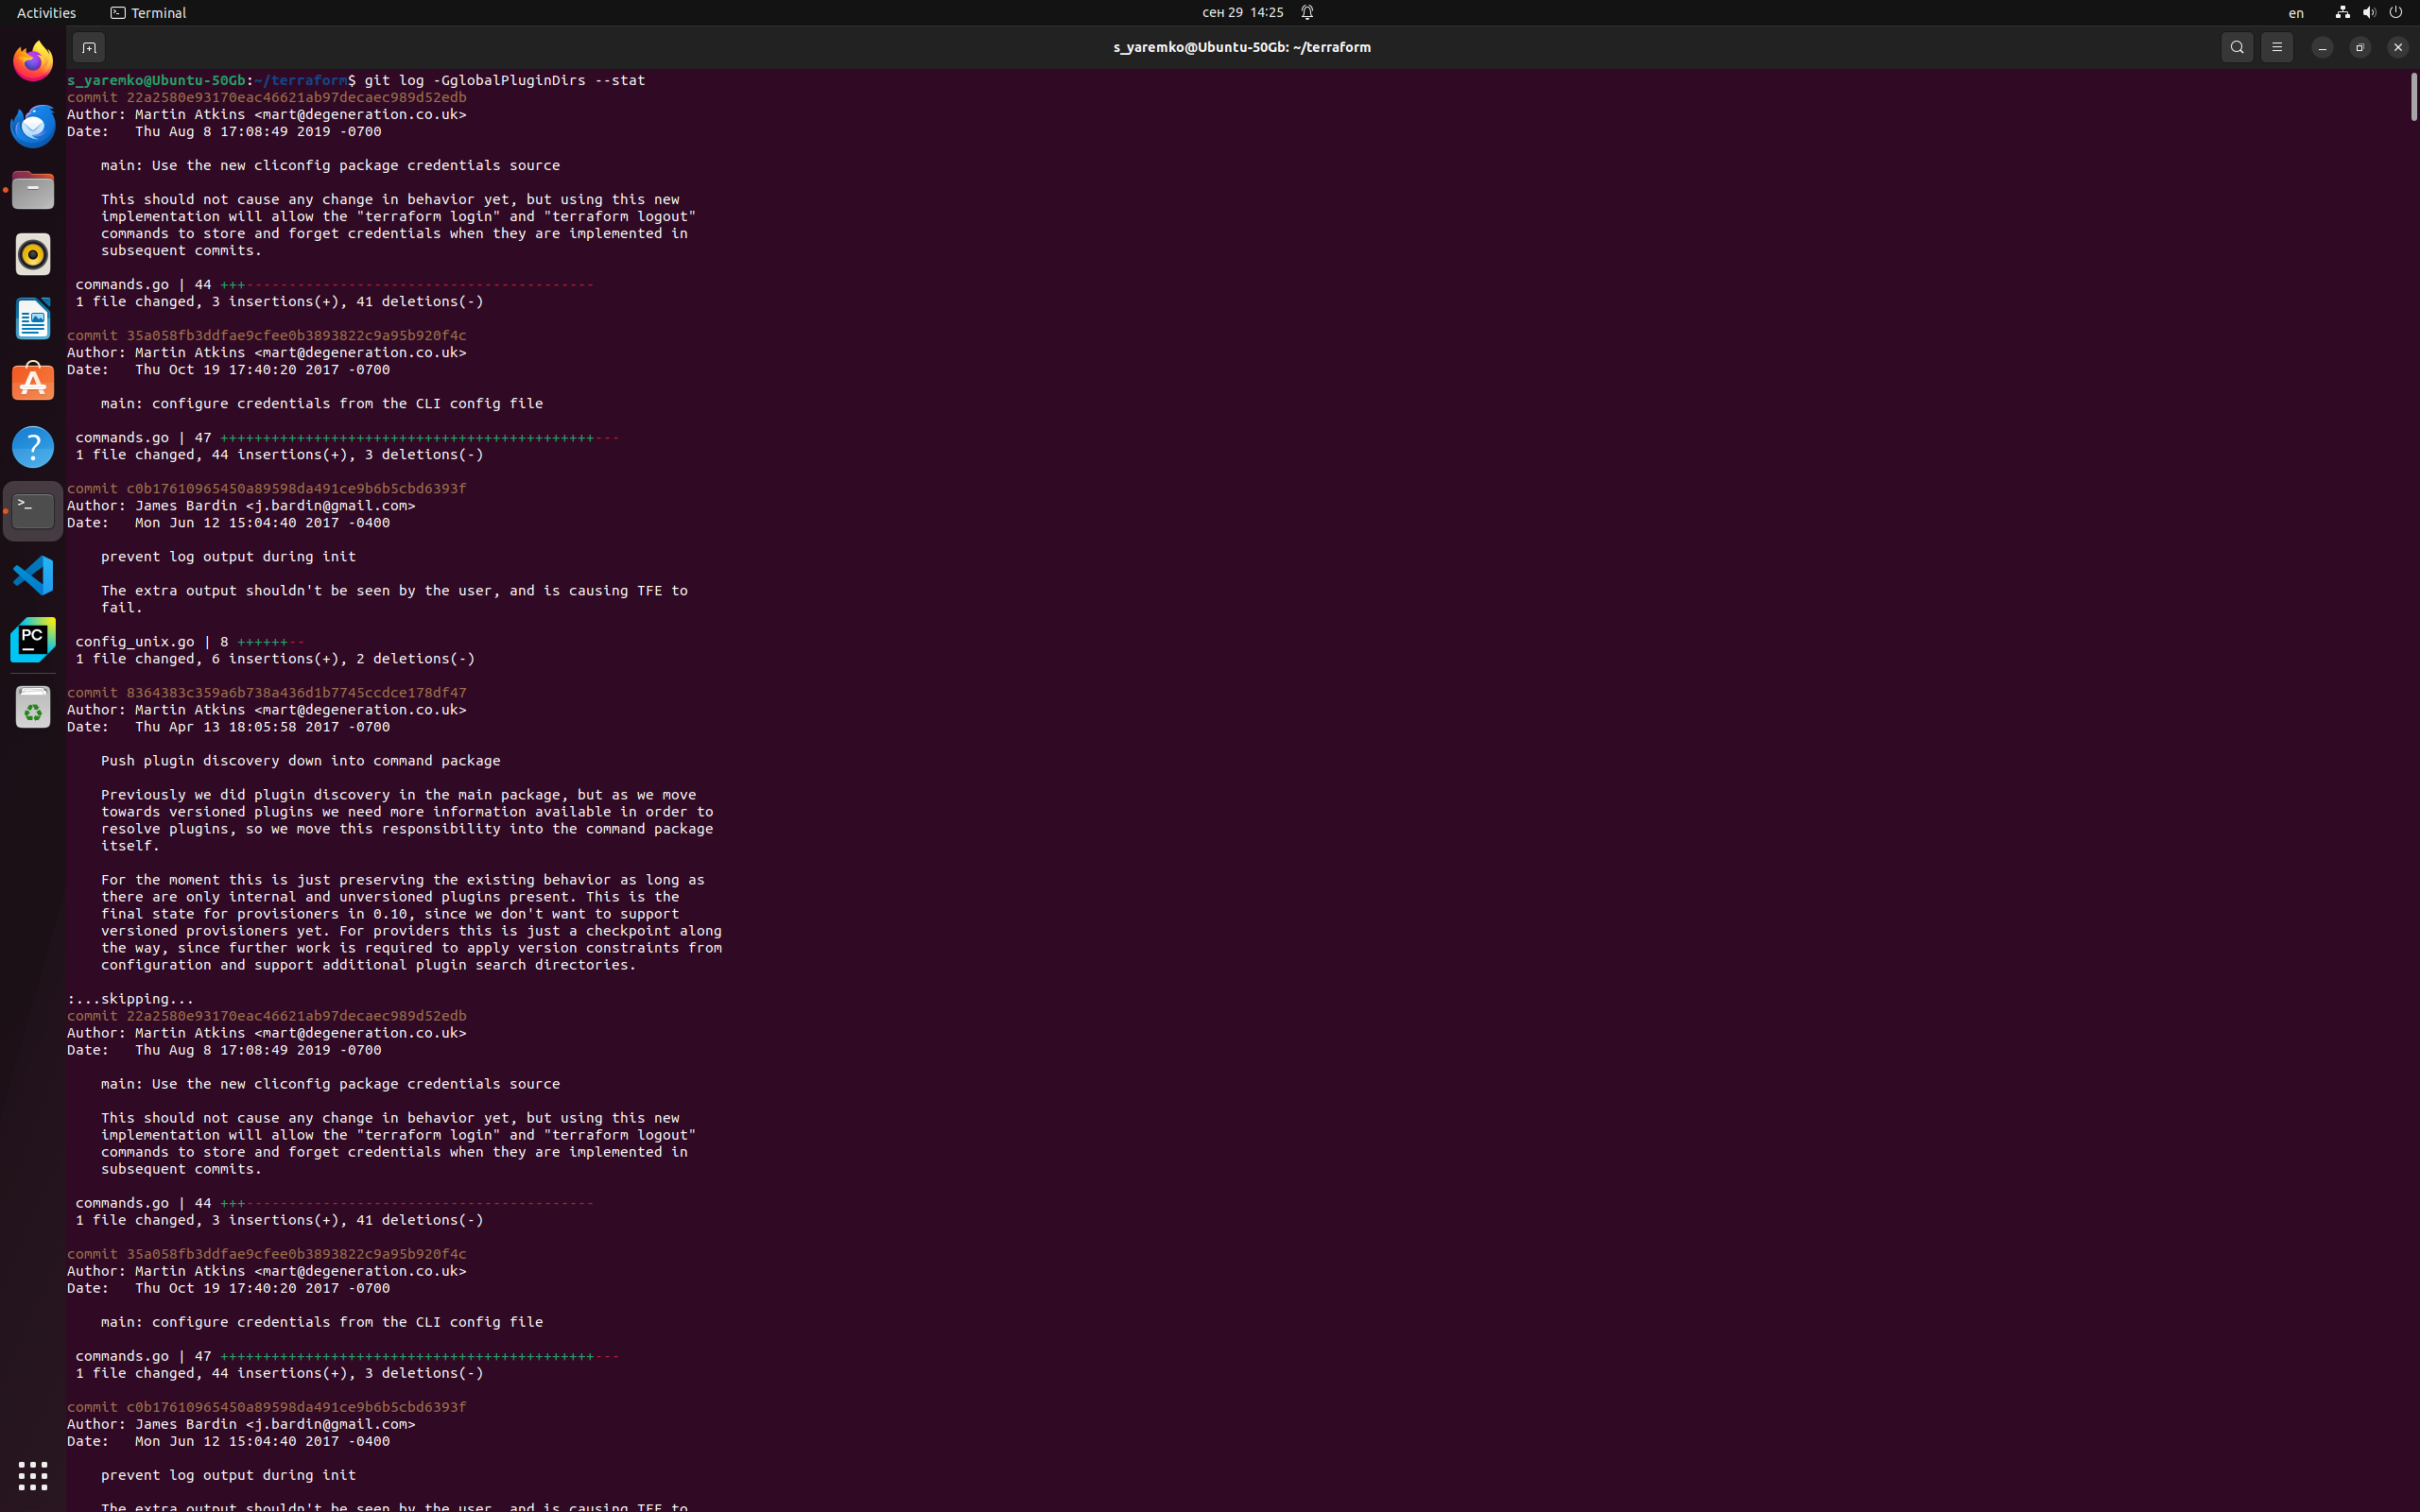 Activities
Terminal
сен 29 14:25
en
s_yaremko@Ubuntu-50Gb: ~/terraform
s_yaremko@Ubuntu-50Gb:~/terraform$ git log -GglobalPluginDirs --stat
commit 22a2580e93170eac46621ab97decaec989d52edb
Author: Martin Atkins <mart@degeneration.co.uk>
Date:   Thu Aug 8 17:08:49 2019 -0700
main: Use the new cliconfig package credentials source
This should not cause any change in behavior yet, but using this new
implementation will allow the "terraform login" and "terraform logout"
commands to store and forget credentials when they are implemented in
subsequent commits.
commands.go | 44 +++-----------------------------------------
1 file changed, 3 insertions(+), 41 deletions(-)
commit 35a058fb3ddfae9cfee0b3893822c9a95b920f4c
Author: Martin Atkins <mart@degeneration.co.uk>
Date:   Thu Oct 19 17:40:20 2017 -0700
main: configure credentials from the CLI config file
commands.go | 47 ++++++++++++++++++++++++++++++++++++++++++++---
1 file changed, 44 insertions(+), 3 deletions(-)
commit c0b17610965450a89598da491ce9b6b5cbd6393f
Author: James Bardin <j.bardin@gmail.com>
Date:   Mon Jun 12 15:04:40 2017 -0400
prevent log output during init
The extra output shouldn't be seen by the user, and is causing TFE to
fail.
config_unix.go | 8 ++++++--
1 file changed, 6 insertions(+), 2 deletions(-)
commit 8364383c359a6b738a436d1b7745ccdce178df47
Author: Martin Atkins <mart@degeneration.co.uk>
Date:   Thu Apr 13 18:05:58 2017 -0700
Push plugin discovery down into command package
Previously we did plugin discovery in the main package, but as we move
towards versioned plugins we need more information available in order to
resolve plugins, so we move this responsibility into the command package
itself.
For the moment this is just preserving the existing behavior as long as
there are only internal and unversioned plugins present. This is the
final state for provisioners in 0.10, since we don't want to support
versioned provisioners yet. For providers this is just a checkpoint along
the way, since further work is required to apply version constraints from
configuration and support additional plugin search directories.
:...skipping...
commit 22a2580e93170eac46621ab97decaec989d52edb
Author: Martin Atkins <mart@degeneration.co.uk>
Date:   Thu Aug 8 17:08:49 2019 -0700
main: Use the new cliconfig package credentials source
This should not cause any change in behavior yet, but using this new
implementation will allow the "terraform login" and "terraform logout"
commands to store and forget credentials when they are implemented in
subsequent commits.
commands.go | 44 +++-----------------------------------------
1 file changed, 3 insertions(+), 41 deletions(-)
commit 35a058fb3ddfae9cfee0b3893822c9a95b920f4c
Author: Martin Atkins <mart@degeneration.co.uk>
Date:   Thu Oct 19 17:40:20 2017 -0700
main: configure credentials from the CLI config file
commands.go | 47 ++++++++++++++++++++++++++++++++++++++++++++---
1 file changed, 44 insertions(+), 3 deletions(-)
commit c0b17610965450a89598da491ce9b6b5cbd6393f
Author: James Bardin <j.bardin@gmail.com>
Date:   Mon Jun 12 15:04:40 2017 -0400
prevent log output during init
The extra output shouldn't be seen by the user, and is causing TFE to
PC